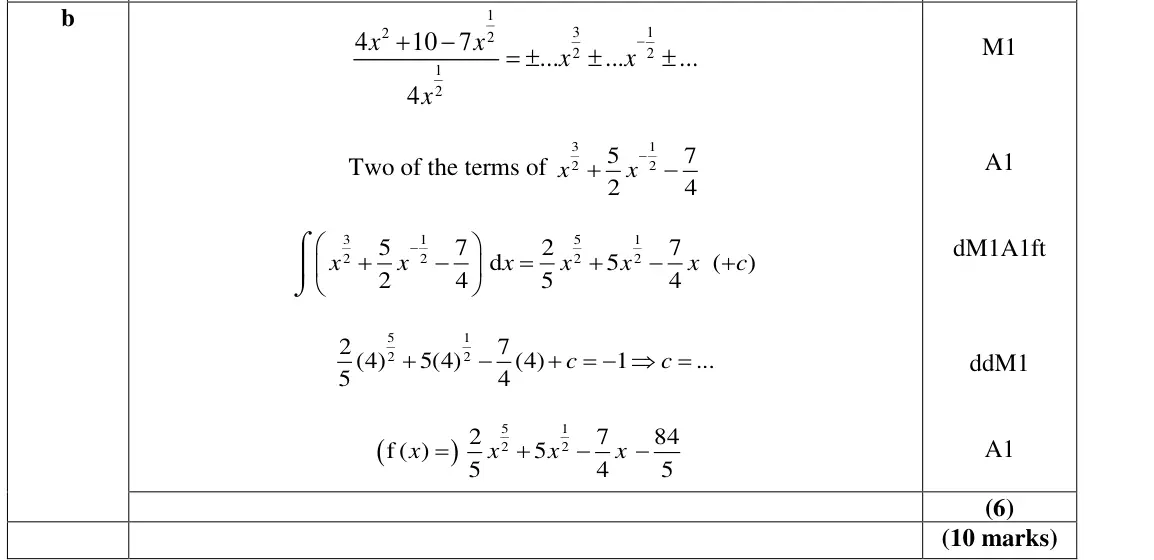 b
(4x² + 10 − 7x^(1/2)) / (4x^(1/2)) = ±...x^(3/2) ± ...x^(−1/2) ± ... M1
Two of the terms of x^(3/2) + (5/2)x^(−1/2) − 7/4 A1
∫(x^(3/2) + (5/2)x^(−1/2) − 7/4)dx = (2/5)x^(5/2) + 5x^(1/2) − (7/4)x (+c) dM1A1ft
(2/5)(4)^(5/2) + 5(4)^(1/2) − (7/4)(4) + c = −1 ⇒ c = ... ddM1
(f(x) =) (2/5)x^(5/2) + 5x^(1/2) − (7/4)x − 84/5 A1
(6)
(10 marks)